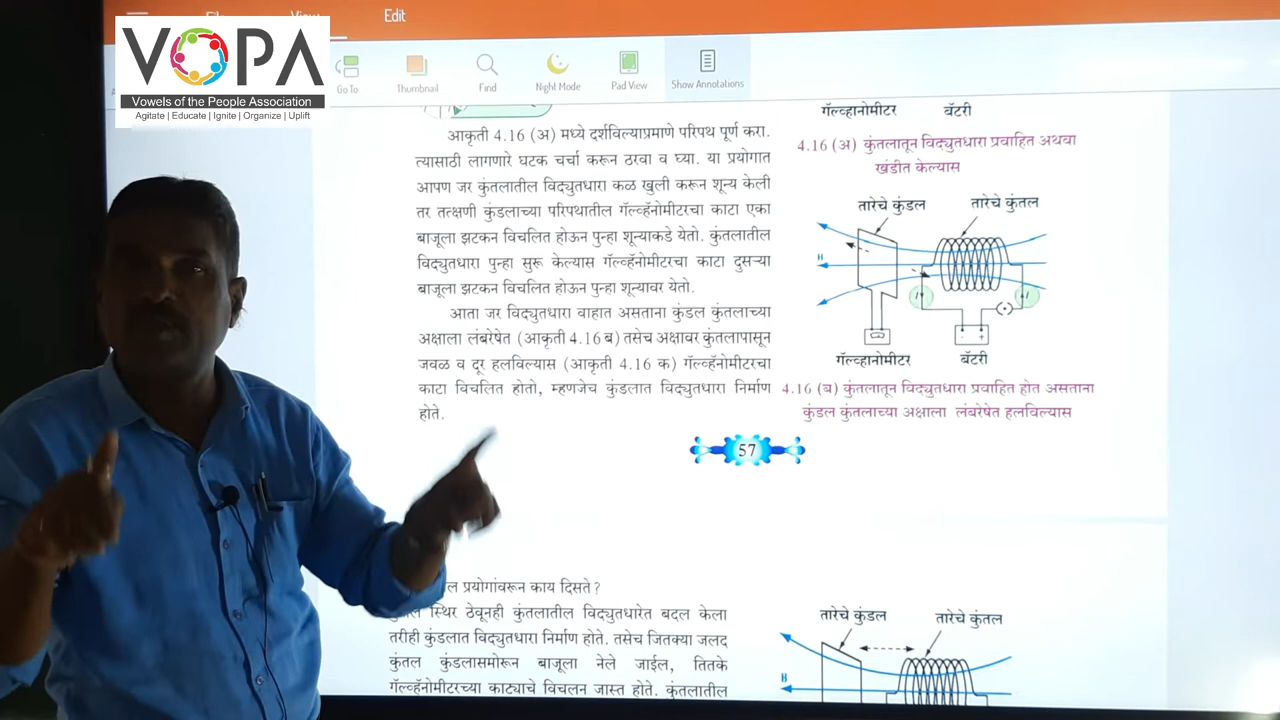 File View Edit
VOPA
Vowels of the People Association
Agitate | Educate | Ignite | Organize | Uplift
Go To Thumbnail Find Night Mode Pad View Show Annotations
आकृती 4.16 (अ) मध्ये दर्शविल्याप्रमाणे परिपथ पूर्ण करा.
त्यासाठी लागणारे घटक चर्चा करून ठरवा व घ्या. या प्रयोगात
आपण जर कुंतलातील विद्युतधारा कळ खुली करून शून्य केली
तर तत्क्षणी कुंडलाच्या परिपथातील गॅल्व्हॅनोमीटरचा काटा एका
बाजूला झटकन विचलित होऊन पुन्हा शून्याकडे येतो. कुंतलातील
विद्युतधारा पुन्हा सुरू केल्यास गॅल्व्हॅनोमीटरचा काटा दुसऱ्या
बाजूला झटकन विचलित होऊन पुन्हा शून्यावर येतो.
आता जर विद्युतधारा वाहात असताना कुंडल कुंतलाच्या
अक्षाला लंबरेषेत (आकृती 4.16 ब) तसेच अक्षावर कुंतलापासून
जवळ व दूर हलविल्यास (आकृती 4.16 क) गॅल्व्हॅनोमीटरचा
काटा विचलित होतो, म्हणजेच कुंडलात विद्युतधारा निर्माण
होते.
गॅल्व्हानोमीटर बॅटरी
4.16 (अ) कुंतलातून विद्युतधारा प्रवाहित अथवा
खंडीत केल्यास
तारेचे कुंडल तारेचे कुंतल
B
I I
- +
गॅल्व्हानोमीटर बॅटरी
4.16 (ब) कुंतलातून विद्युतधारा प्रवाहित होत असताना
कुंडल कुंतलाच्या अक्षाला लंबरेषेत हलविल्यास
57
ल प्रयोगांवरून काय दिसते ?
स्थिर ठेवूनही कुंतलातील विद्युतधारेत बदल केला
तरीही कुंडलात विद्युतधारा निर्माण होते. तसेच जितक्या जलद
कुंतल कुंडलासमोरून बाजूला नेले जाईल, तितके
गॅल्व्हॅनोमीटरच्या काट्याचे विचलन जास्त होते. कुंतलातील
तारेचे कुंडल तारेचे कुंतल
B